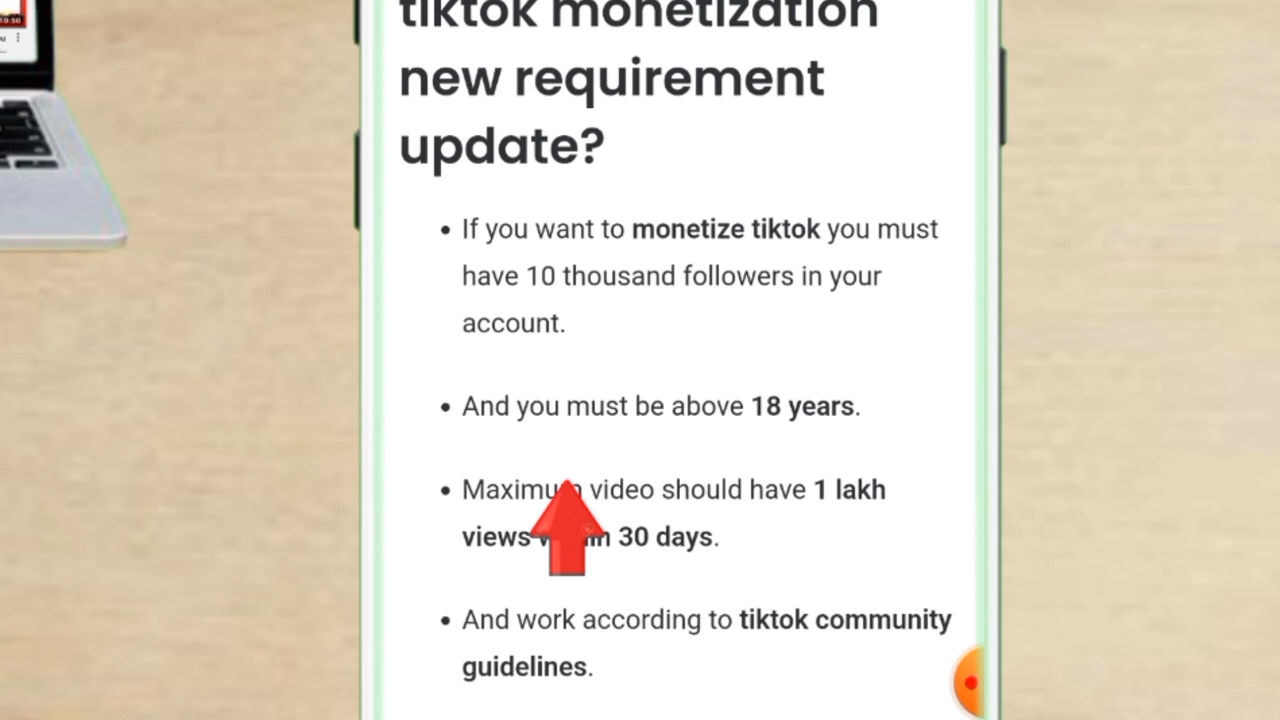 tiktok monetization
new requirement
update?
If you want to monetize tiktok you must
have 10 thousand followers in your
account.
And you must be above 18 years.
Maximum video should have 1 lakh
views within 30 days.
And work according to tiktok community
guidelines.